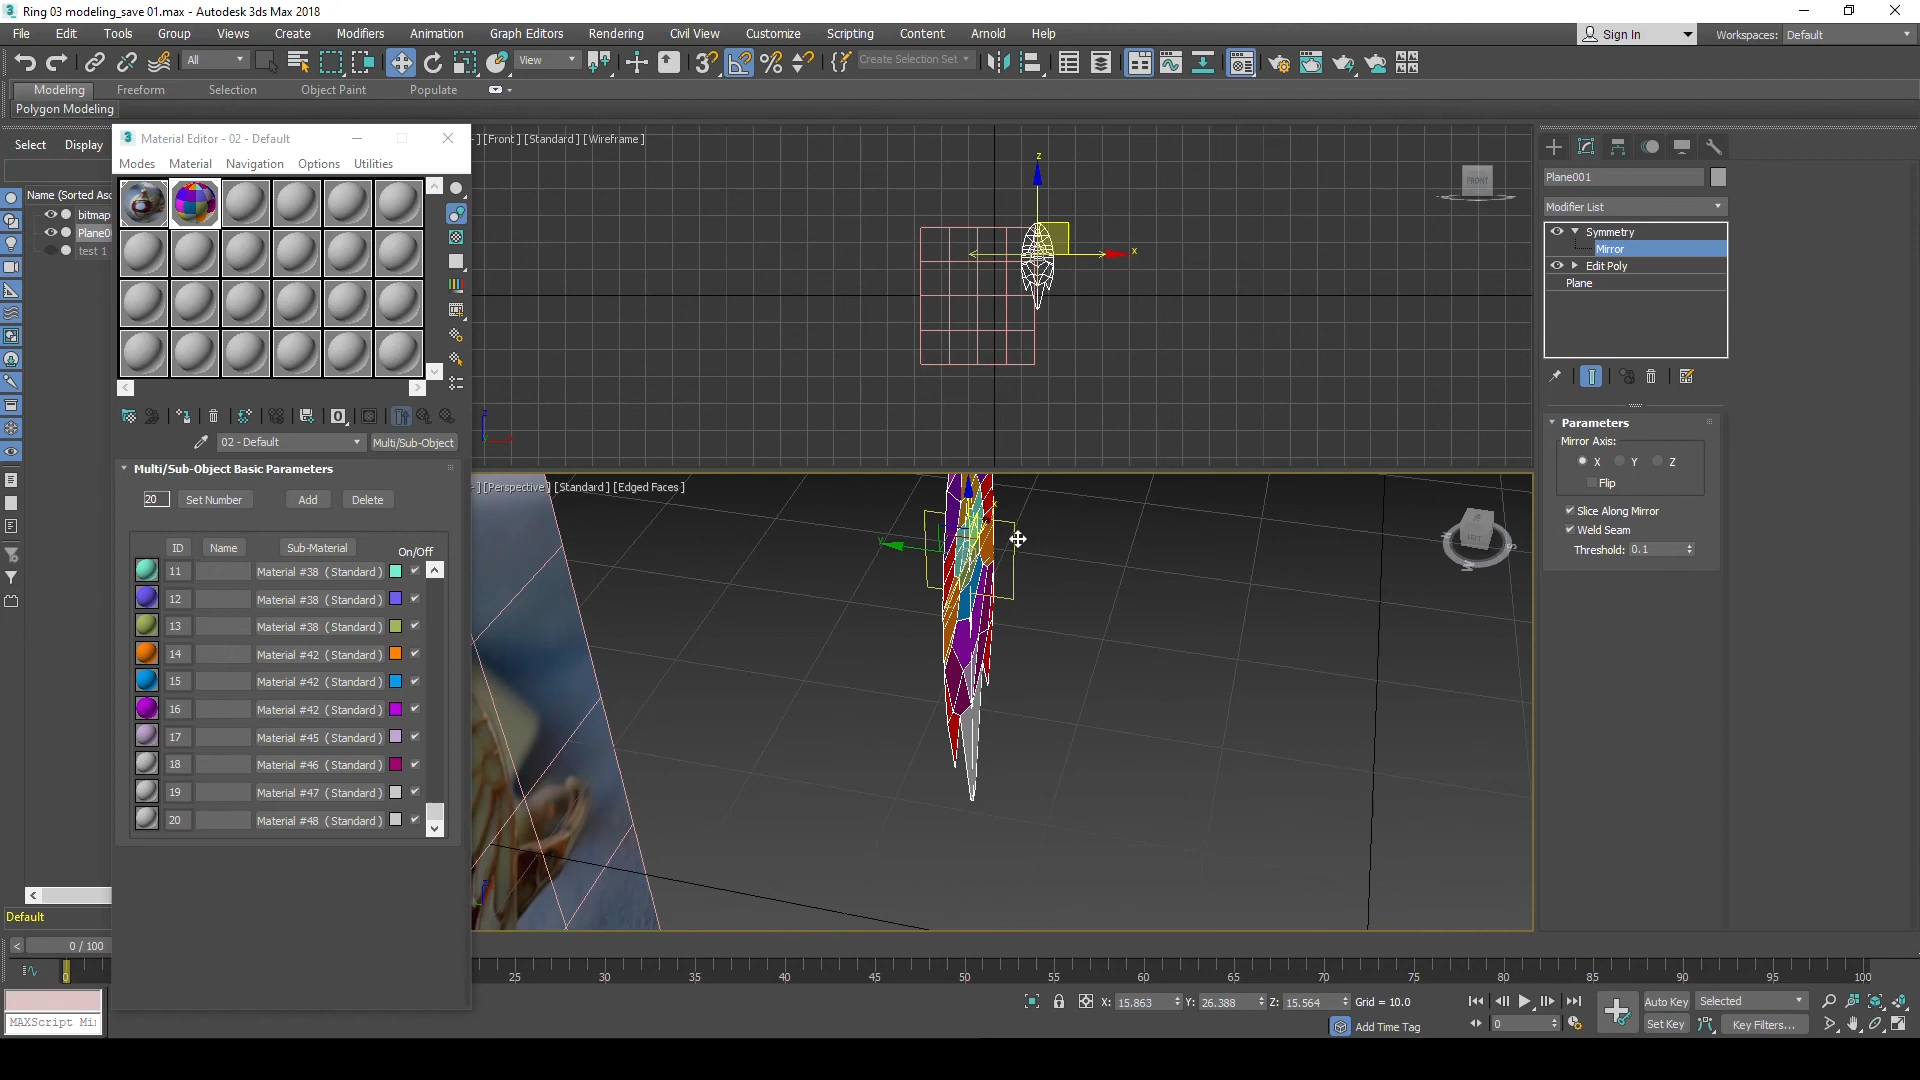 Ring 03 modeling_save 01.max - Autodesk 3ds Max 2018
File Edit Tools Group Views Create Modifiers Animation Graph Editors Rendering Civil View Customize Scripting Content Arnold Help
Sign In
Workspaces: Default
All
View
Create Selection Set
Modeling Freeform Selection Object Paint Populate
Polygon Modeling
Select Display
Name (Sorted Asc
bitmap
Plane0
test 1
Material Editor - 02 - Default
Modes Material Navigation Options Utilities
02 - Default
Multi/Sub-Object
Multi/Sub-Object Basic Parameters
20 Set Number Add Delete
ID Name Sub-Material On/Off
11 Material #38 (Standard)
12 Material #38 (Standard)
13 Material #38 (Standard)
14 Material #42 (Standard)
15 Material #42 (Standard)
16 Material #42 (Standard)
17 Material #45 (Standard)
18 Material #46 (Standard)
19 Material #47 (Standard)
20 Material #48 (Standard)
] [Front ] [Standard ] [Wireframe ]
z
x
FRONT
] [Perspective ] [Standard ] [Edged Faces ]
y
x
LEFT
Plane001
Modifier List
Symmetry
Mirror
Edit Poly
Plane
Parameters
Mirror Axis:
X Y Z
Flip
Slice Along Mirror
Weld Seam
Threshold: 0.1
Default
0 / 100
0 25 30 35 40 45 50 55 60 65 70 75 80 85 90 95 100
MAXScript Mi
X: 15.863 Y: 26.388 Z: 15.564 Grid = 10.0
Add Time Tag
0
Auto Key Selected
Set Key Key Filters...